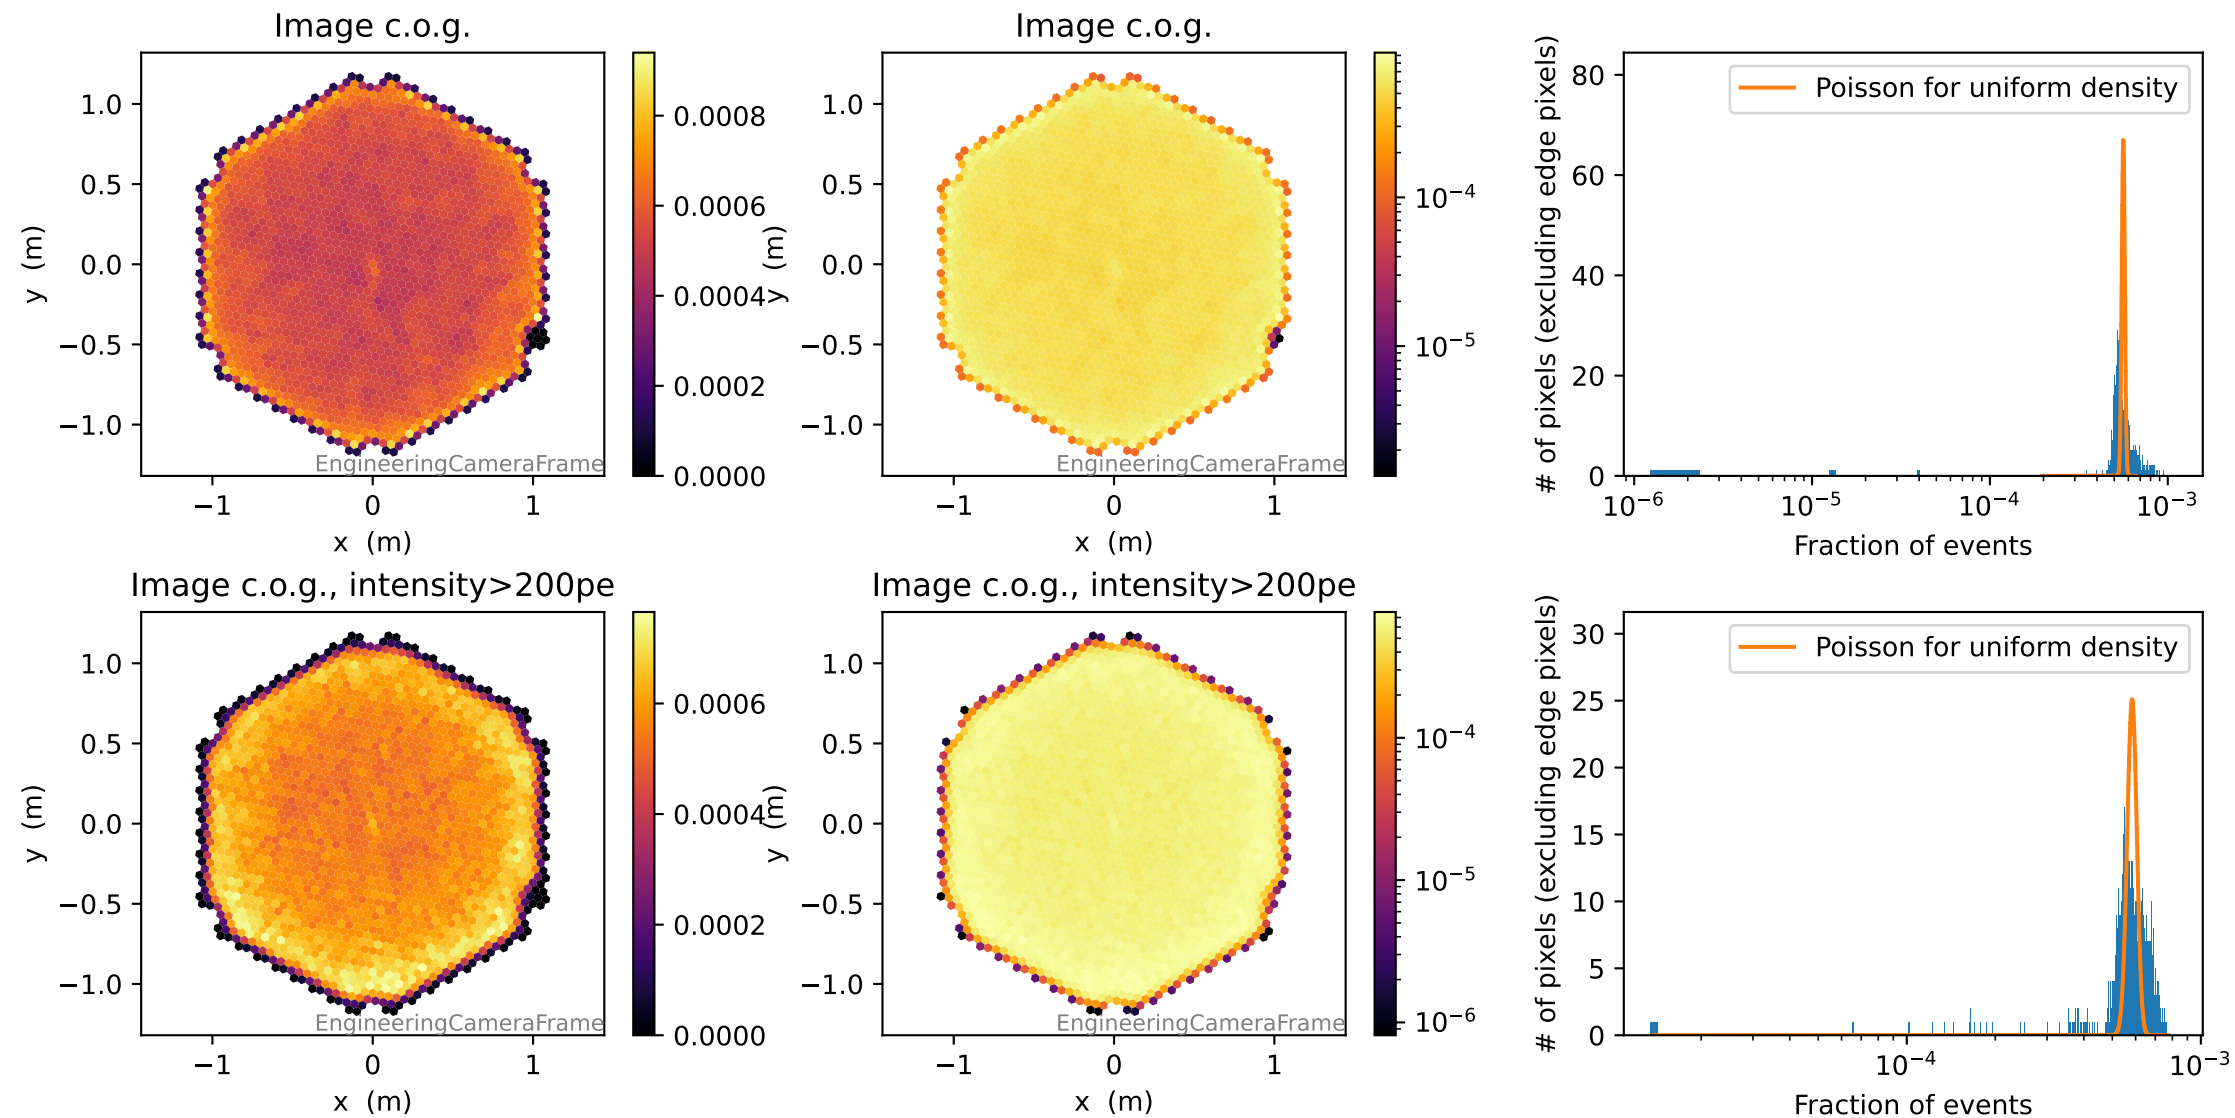 Image c.o.g.
1.0
0.5
0.0
−0.5
−1.0
y (m)
−1
0
1
x (m)
EngineeringCameraFrame
0.0008
0.0006
0.0004
0.0002
0.0000
Image c.o.g.
1.0
0.5
0.0
−0.5
−1.0
y (m)
−1
0
1
x (m)
EngineeringCameraFrame
10⁻⁴
10⁻⁵
# of pixels (excluding edge pixels)
80
60
40
20
0
Poisson for uniform density
10⁻⁶
10⁻⁵
10⁻⁴
10⁻³
Fraction of events
Image c.o.g., intensity>200pe
1.0
0.5
0.0
−0.5
−1.0
y (m)
−1
0
1
x (m)
EngineeringCameraFrame
0.0006
0.0004
0.0002
0.0000
Image c.o.g., intensity>200pe
1.0
0.5
0.0
−0.5
−1.0
y (m)
−1
0
1
x (m)
EngineeringCameraFrame
10⁻⁴
10⁻⁵
10⁻⁶
# of pixels (excluding edge pixels)
30
25
20
15
10
5
0
Poisson for uniform density
10⁻⁴
10⁻³
Fraction of events